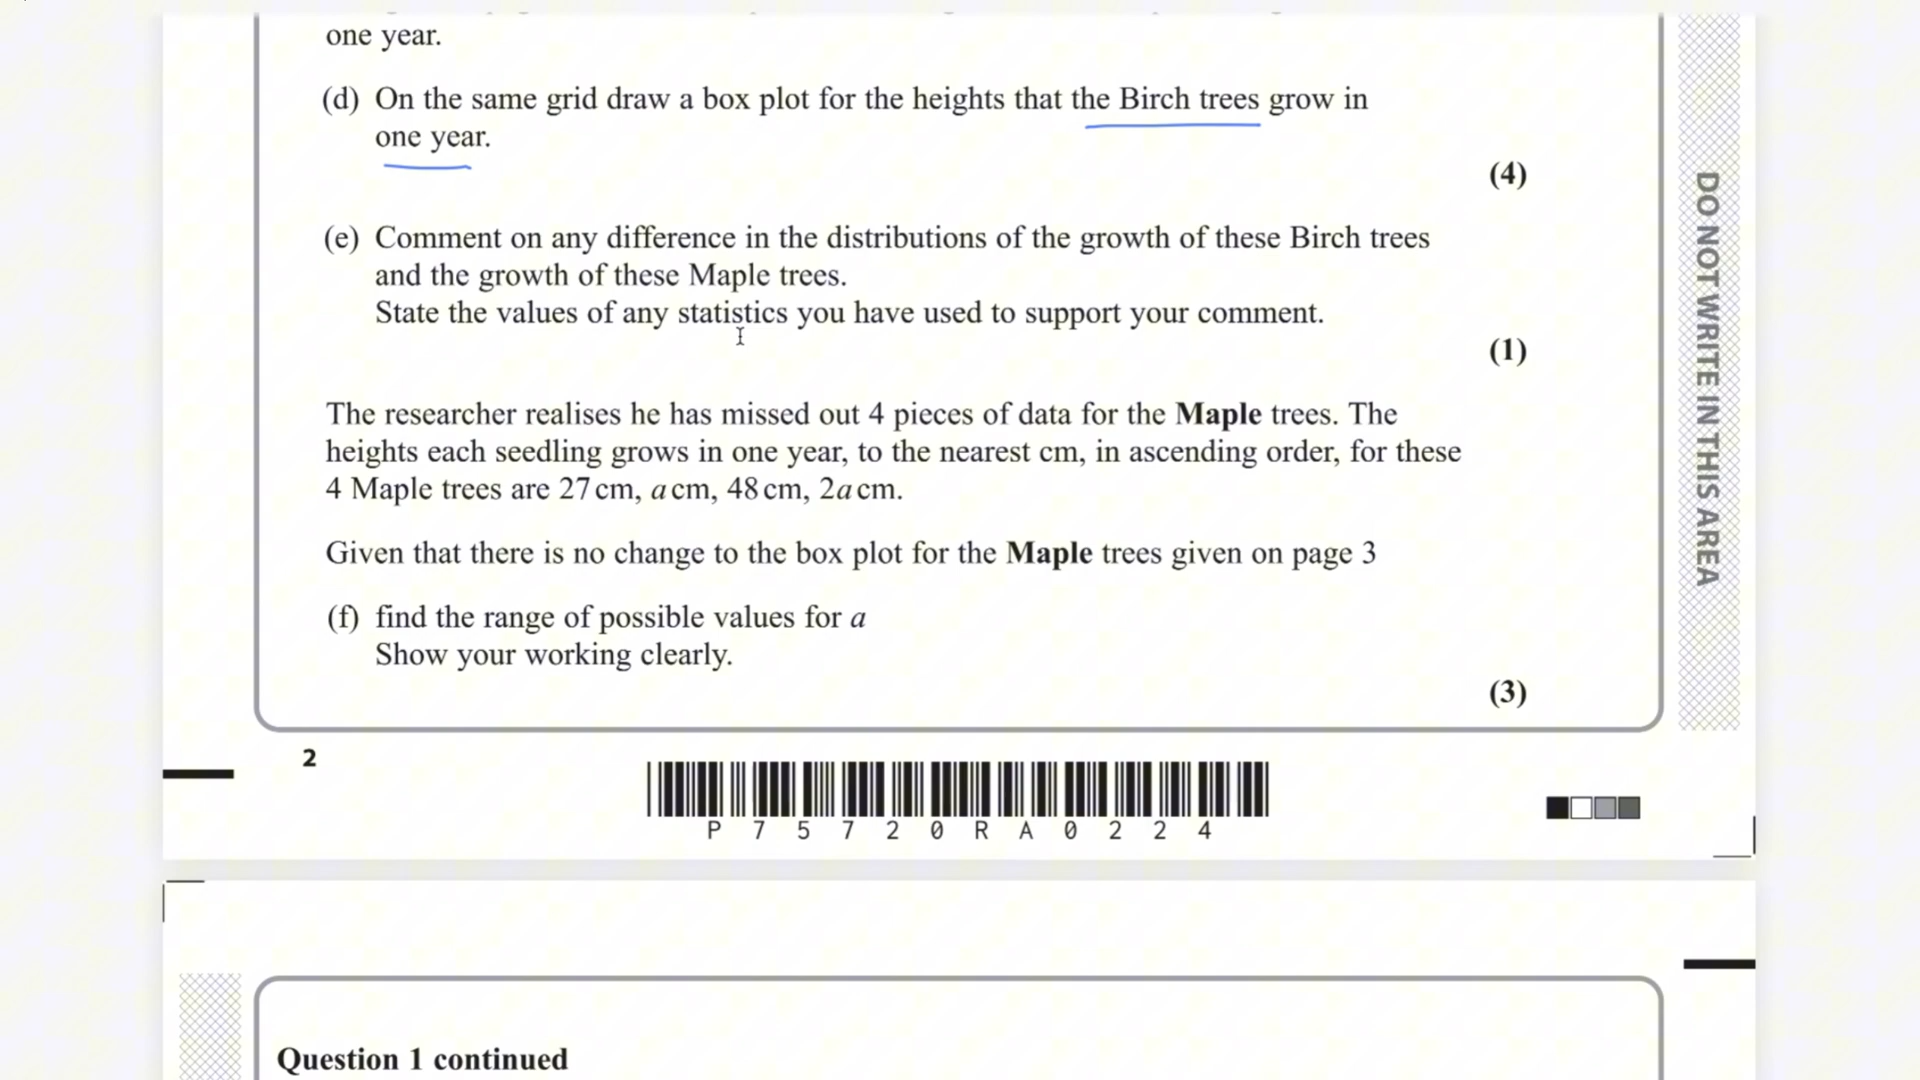 one year.
(d) On the same grid draw a box plot for the heights that the Birch trees grow in
one year.
(4)
(e) Comment on any difference in the distributions of the growth of these Birch trees
and the growth of these Maple trees.
State the values of any statistics you have used to support your comment.
(1)
The researcher realises he has missed out 4 pieces of data for the Maple trees. The
heights each seedling grows in one year, to the nearest cm, in ascending order, for these
4 Maple trees are 27 cm, a cm, 48 cm, 2a cm.
Given that there is no change to the box plot for the Maple trees given on page 3
(f) find the range of possible values for a
Show your working clearly.
(3)
DO NOT WRITE IN THIS AREA
2
P 7 5 7 2 0 R A 0 2 2 4
Question 1 continued